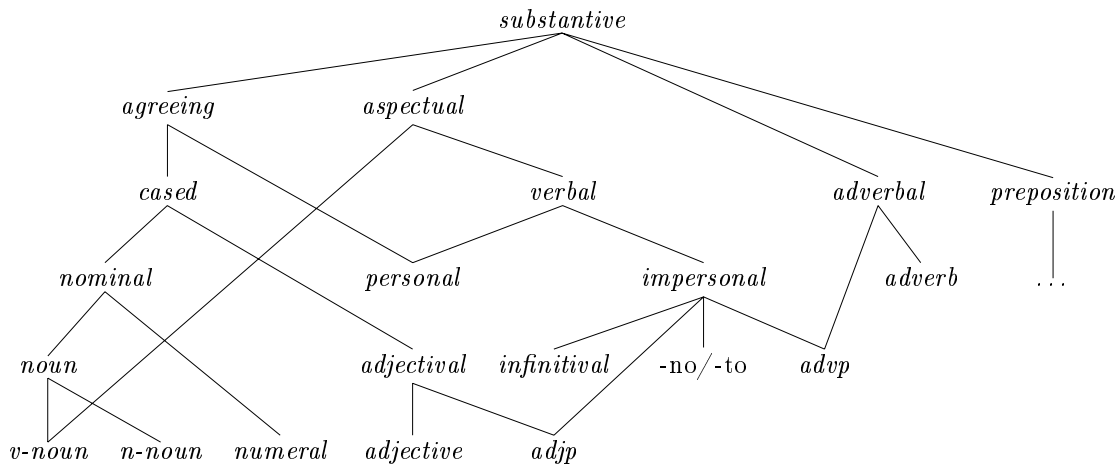 substantive
agreeing aspectual
cased verbal adverbal preposition
nominal personal impersonal adverb ...
noun adjectival infinitival -no/-to advp
v-noun n-noun numeral adjective adjp